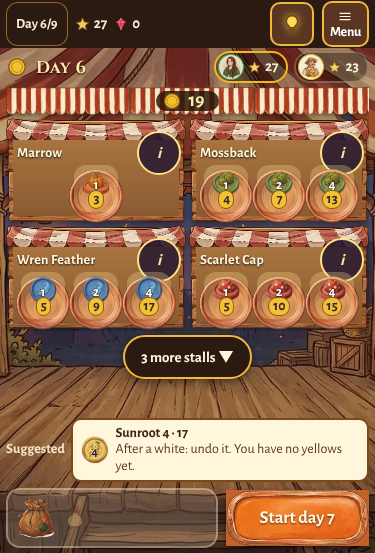 Day 6/9
27
0
Menu
DAY 6
27
23
19
Marrow
i
1
3
Mossback
i
1
2
4
4
7
13
Wren Feather
i
1
2
4
5
9
17
Scarlet Cap
i
1
2
4
5
10
15
3 more stalls
Suggested
4
Sunroot 4 · 17
After a white: undo it. You have no yellows
yet.
Start day 7